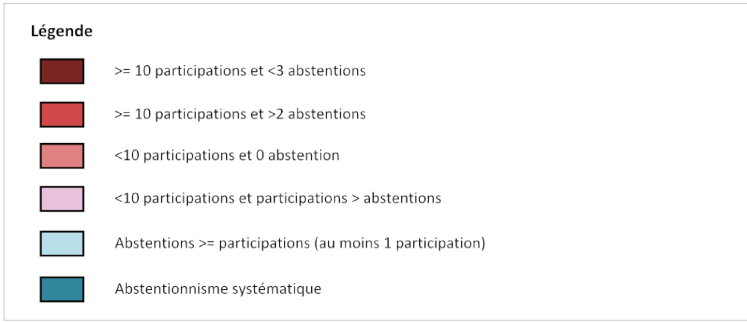 Légende
>= 10 participations et <3 abstentions
>= 10 participations et >2 abstentions
<10 participations et 0 abstention
<10 participations et participations > abstentions
Abstentions >= participations (au moins 1 participation)
Abstentionnisme systématique